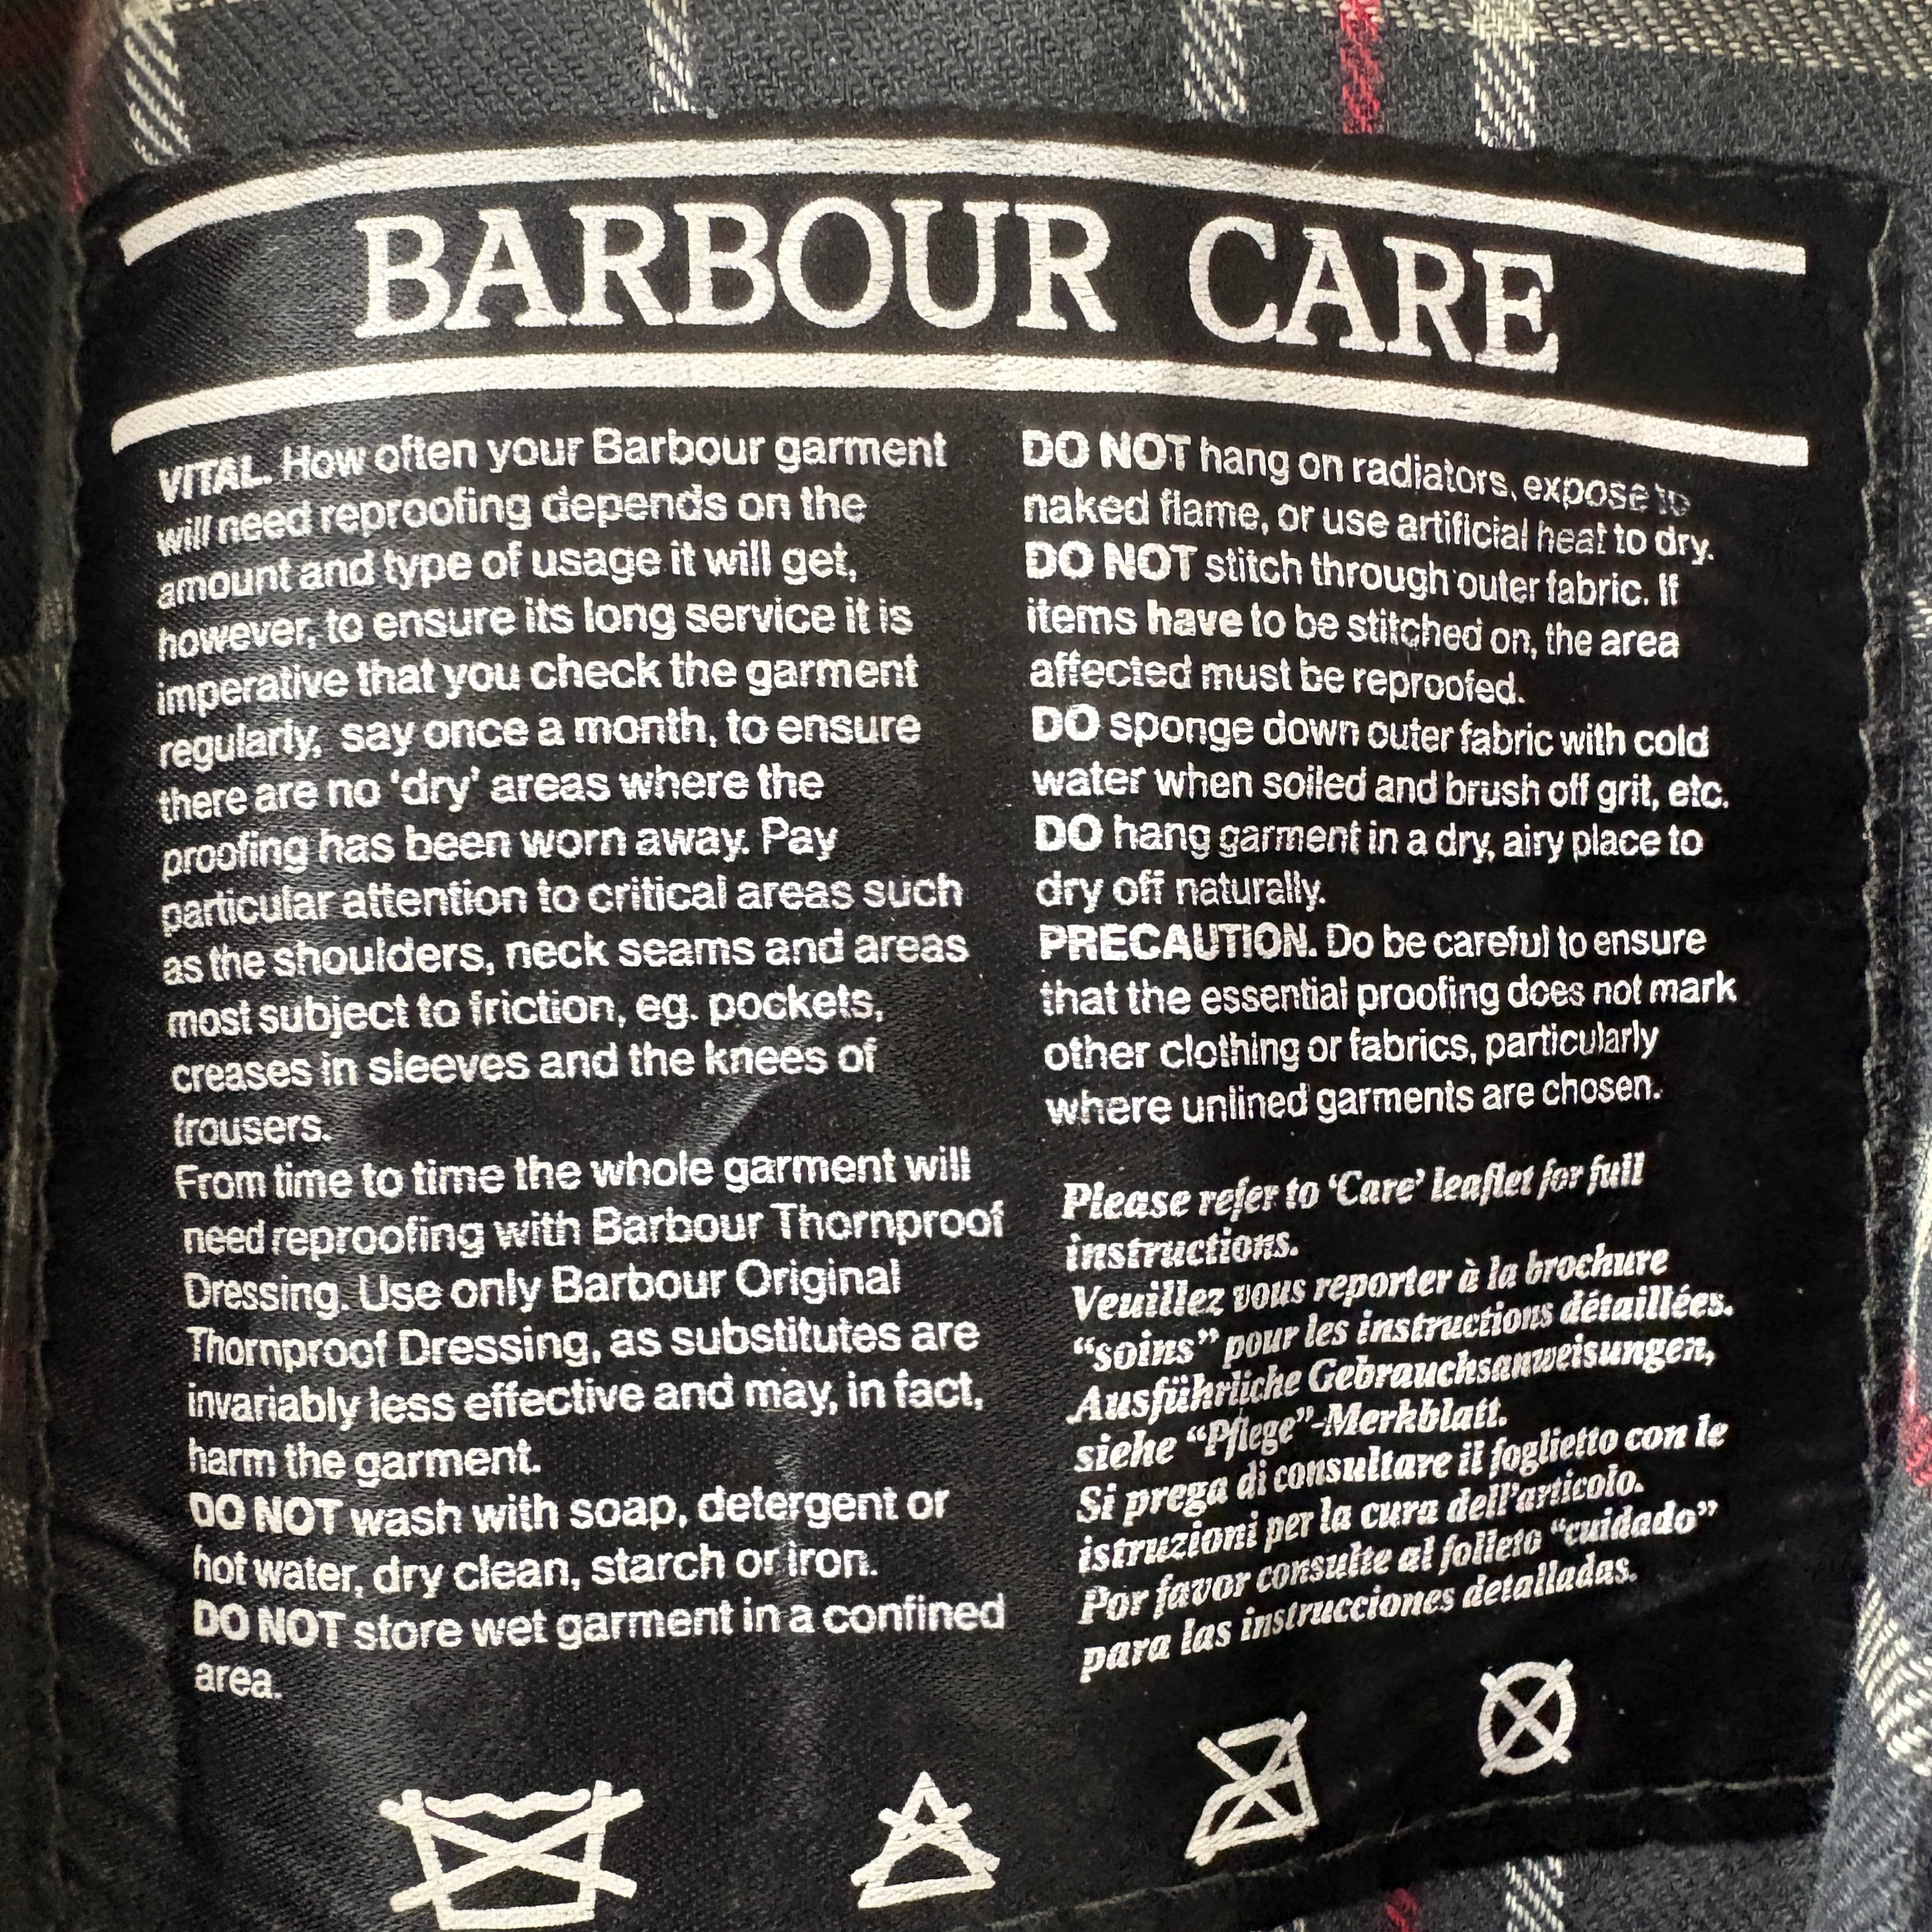 BARBOUR CARE
VITAL. How often your Barbour garment
will need reproofing depends on the
amount and type of usage it will get,
however, to ensure its long service it is
imperative that you check the garment
regularly, say once a month, to ensure
there are no 'dry' areas where the
proofing has been worn away. Pay
particular attention to critical areas such
as the shoulders, neck seams and areas
most subject to friction, eg. pockets,
creases in sleeves and the knees of
trousers.
From time to time the whole garment will
need reproofing with Barbour Thornproof
Dressing. Use only Barbour Original
Thornproof Dressing, as substitutes are
invariably less effective and may, in fact,
harm the garment.
DO NOT wash with soap, detergent or
hot water, dry clean, starch or iron.
DO NOT store wet garment in a confined
area.
DO NOT hang on radiators, expose to
naked flame, or use artificial heat to dry.
DO NOT stitch through outer fabric. If
items have to be stitched on, the area
affected must be reproofed.
DO sponge down outer fabric with cold
water when soiled and brush off grit, etc.
DO hang garment in a dry, airy place to
dry off naturally.
PRECAUTION. Do be careful to ensure
that the essential proofing does not mark
other clothing or fabrics, particularly
where unlined garments are chosen.
Please refer to 'Care' leaflet for full
instructions.
Veuillez vous reporter à la brochure
"soins" pour les instructions détaillées.
Ausführliche Gebrauchsanweisungen,
siehe "Pflege"-Merkblatt.
Si prega di consultare il foglietto con le
istruzioni per la cura dell'articolo.
Por favor consulte al folleto "cuidado"
para las instrucciones detalladas.